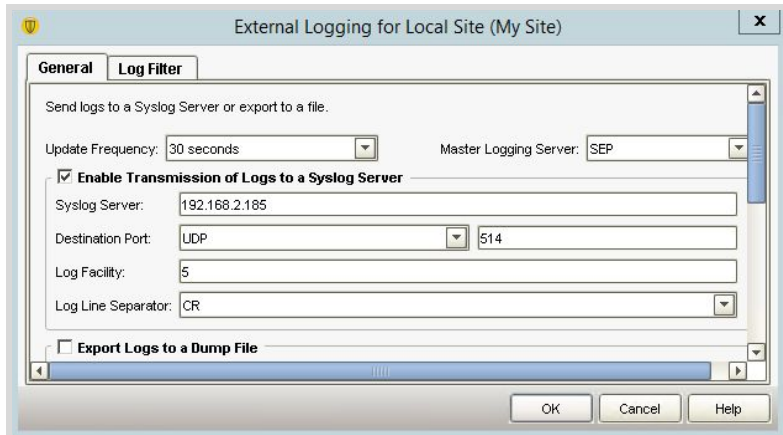 External Logging for Local Site (My Site)
x
General Log Filter
Send logs to a Syslog Server or export to a file.
Update Frequency: 30 seconds Master Logging Server: SEP
Enable Transmission of Logs to a Syslog Server
Syslog Server: 192.168.2.185
Destination Port: UDP 514
Log Facility: 5
Log Line Separator: CR
Export Logs to a Dump File
OK Cancel Help